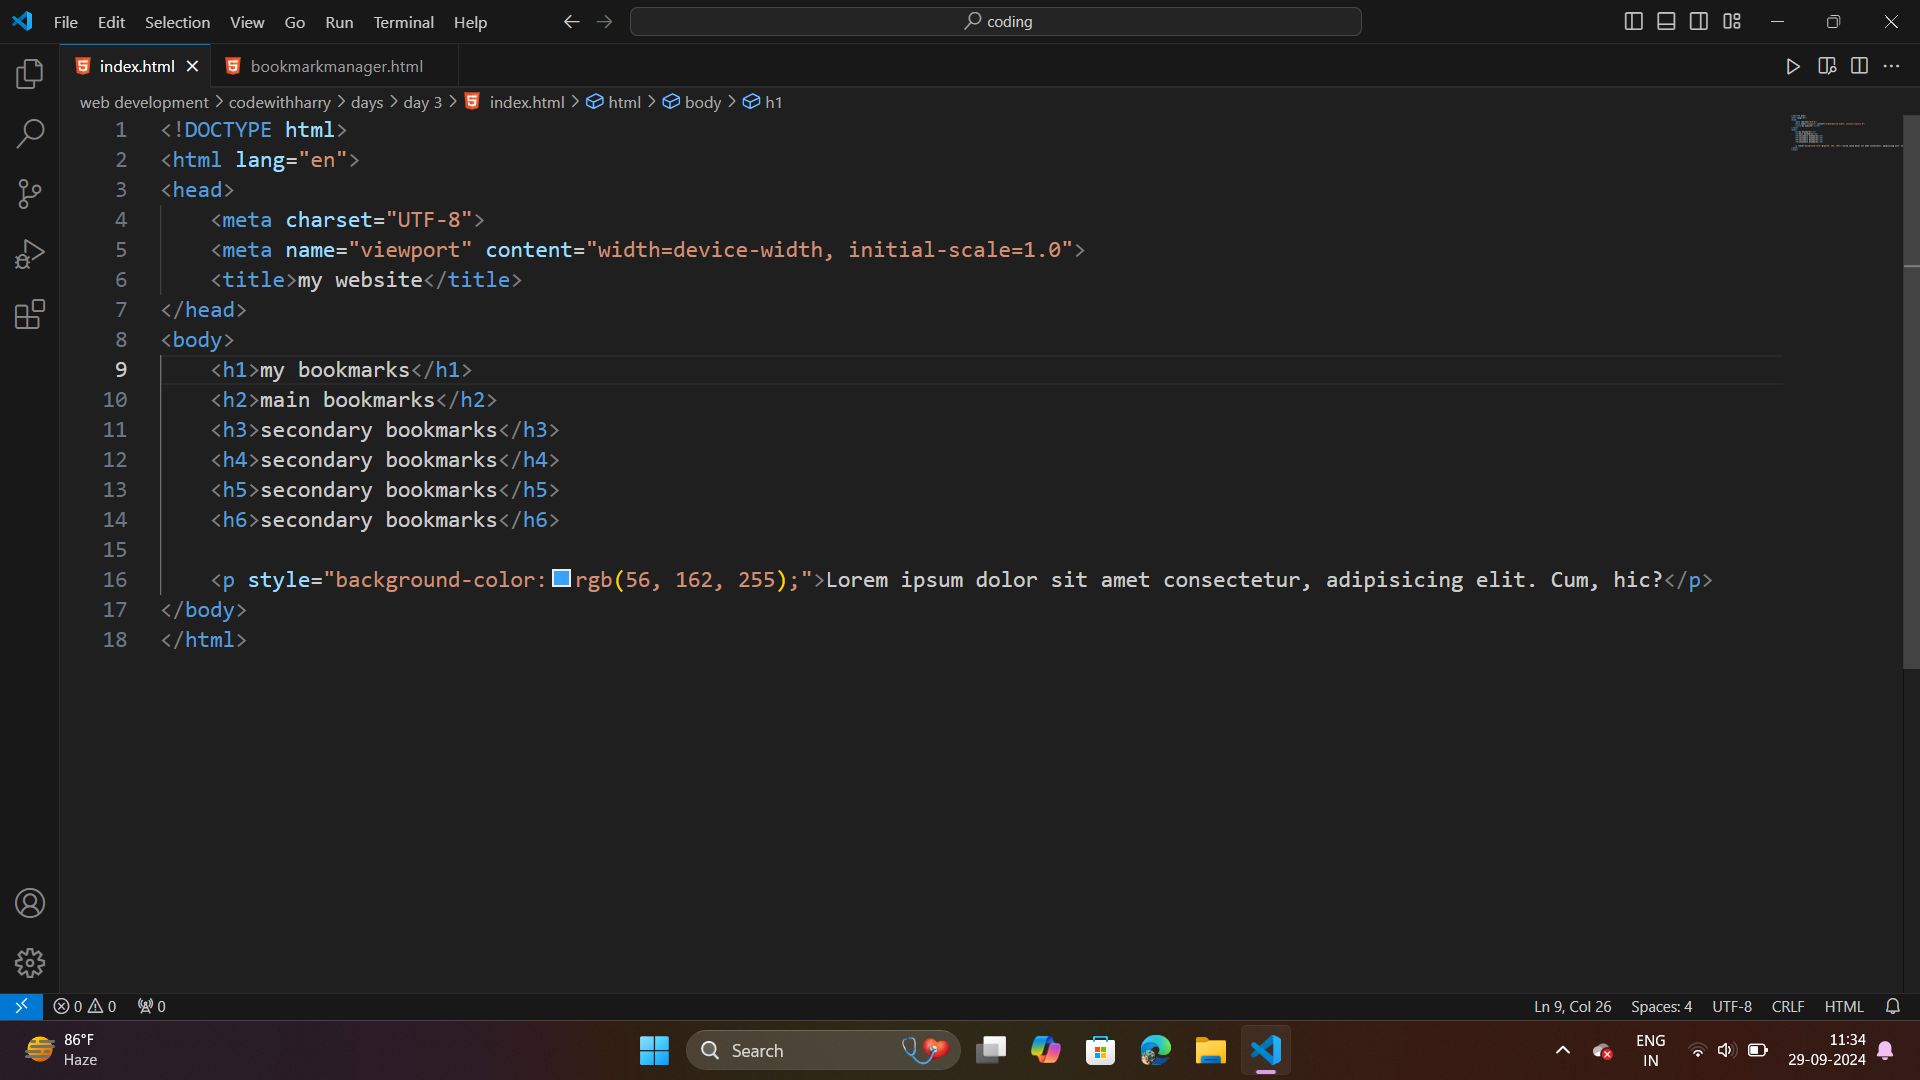 File Edit Selection View Go Run Terminal Help coding
index.html bookmarkmanager.html
web development > codewithharry > days > day 3 > index.html > html > body > h1
1 <!DOCTYPE html>
2 <html lang="en">
3 <head>
4 <meta charset="UTF-8">
5 <meta name="viewport" content="width=device-width, initial-scale=1.0">
6 <title>my website</title>
7 </head>
8 <body>
9 <h1>my bookmarks</h1>
10 <h2>main bookmarks</h2>
11 <h3>secondary bookmarks</h3>
12 <h4>secondary bookmarks</h4>
13 <h5>secondary bookmarks</h5>
14 <h6>secondary bookmarks</h6>
15
16 <p style="background-color: rgb(56, 162, 255);">Lorem ipsum dolor sit amet consectetur, adipisicing elit. Cum, hic?</p>
17 </body>
18 </html>
0 0 0 Ln 9, Col 26 Spaces: 4 UTF-8 CRLF HTML
86°F
Haze
Search
ENG
IN
11:34
29-09-2024